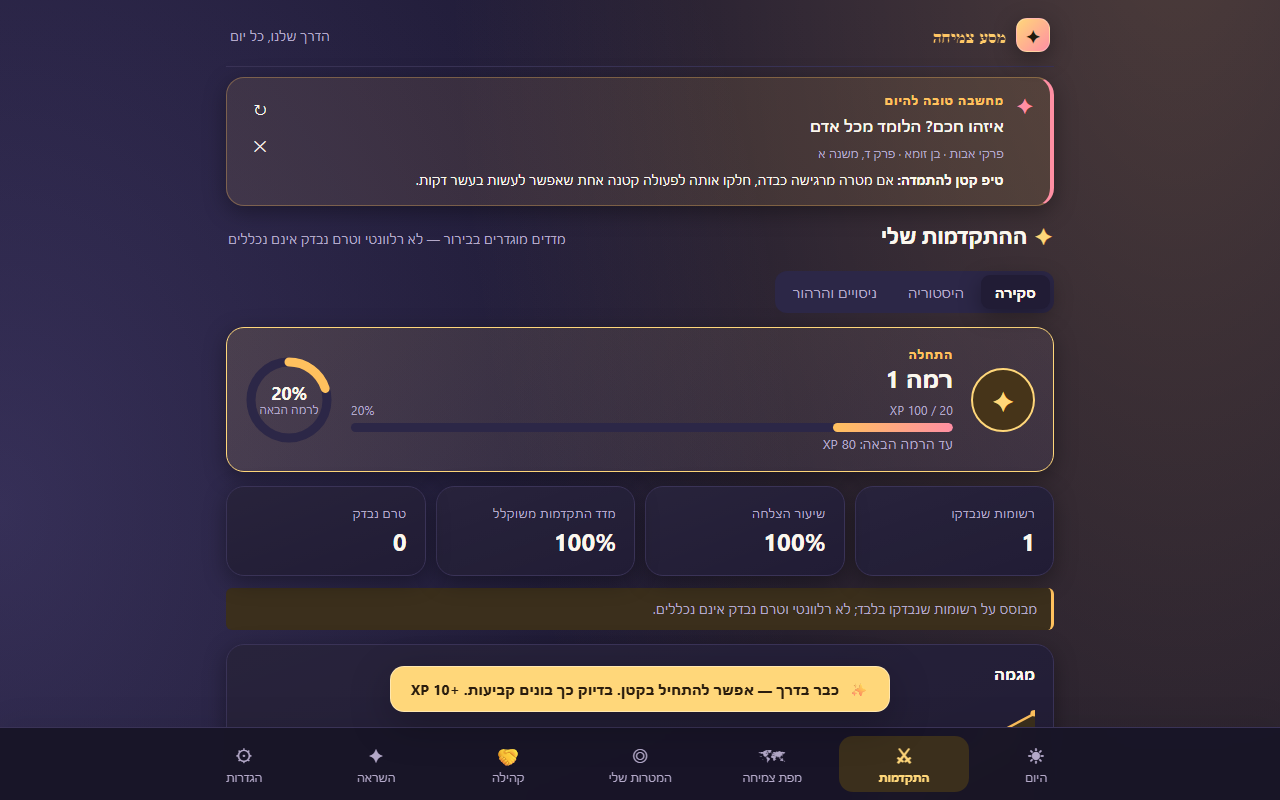 מסע צמיחה
הדרך שלנו, כל יום
מחשבה טובה להיום
איזהו חכם? הלומד מכל אדם
פרקי אבות · בן זומא · פרק ד, משנה א
טיפ קטן להתמדה: אם מטרה מרגישה כבדה, חלקו אותה לפעולה קטנה אחת שאפשר לעשות בעשר דקות.
ההתקדמות שלי
מדדים מוגדרים בבירור — לא רלוונטי וטרם נבדק אינם נכללים
סקירה
היסטוריה
ניסויים והרהור
התחלה
רמה 1
20 / 100 XP
20%
עד הרמה הבאה: 80 XP
20%
לרמה הבאה
רשומות שנבדקו
1
שיעור הצלחה
100%
מדד התקדמות משוקלל
100%
טרם נבדק
0
מבוסס על רשומות שנבדקו בלבד; לא רלוונטי וטרם נבדק אינם נכללים.
מגמה
כבר בדרך — אפשר להתחיל בקטן. בדיוק כך בונים קביעות. +10 XP
היום
התקדמות
מפת צמיחה
המטרות שלי
קהילה
השראה
הגדרות